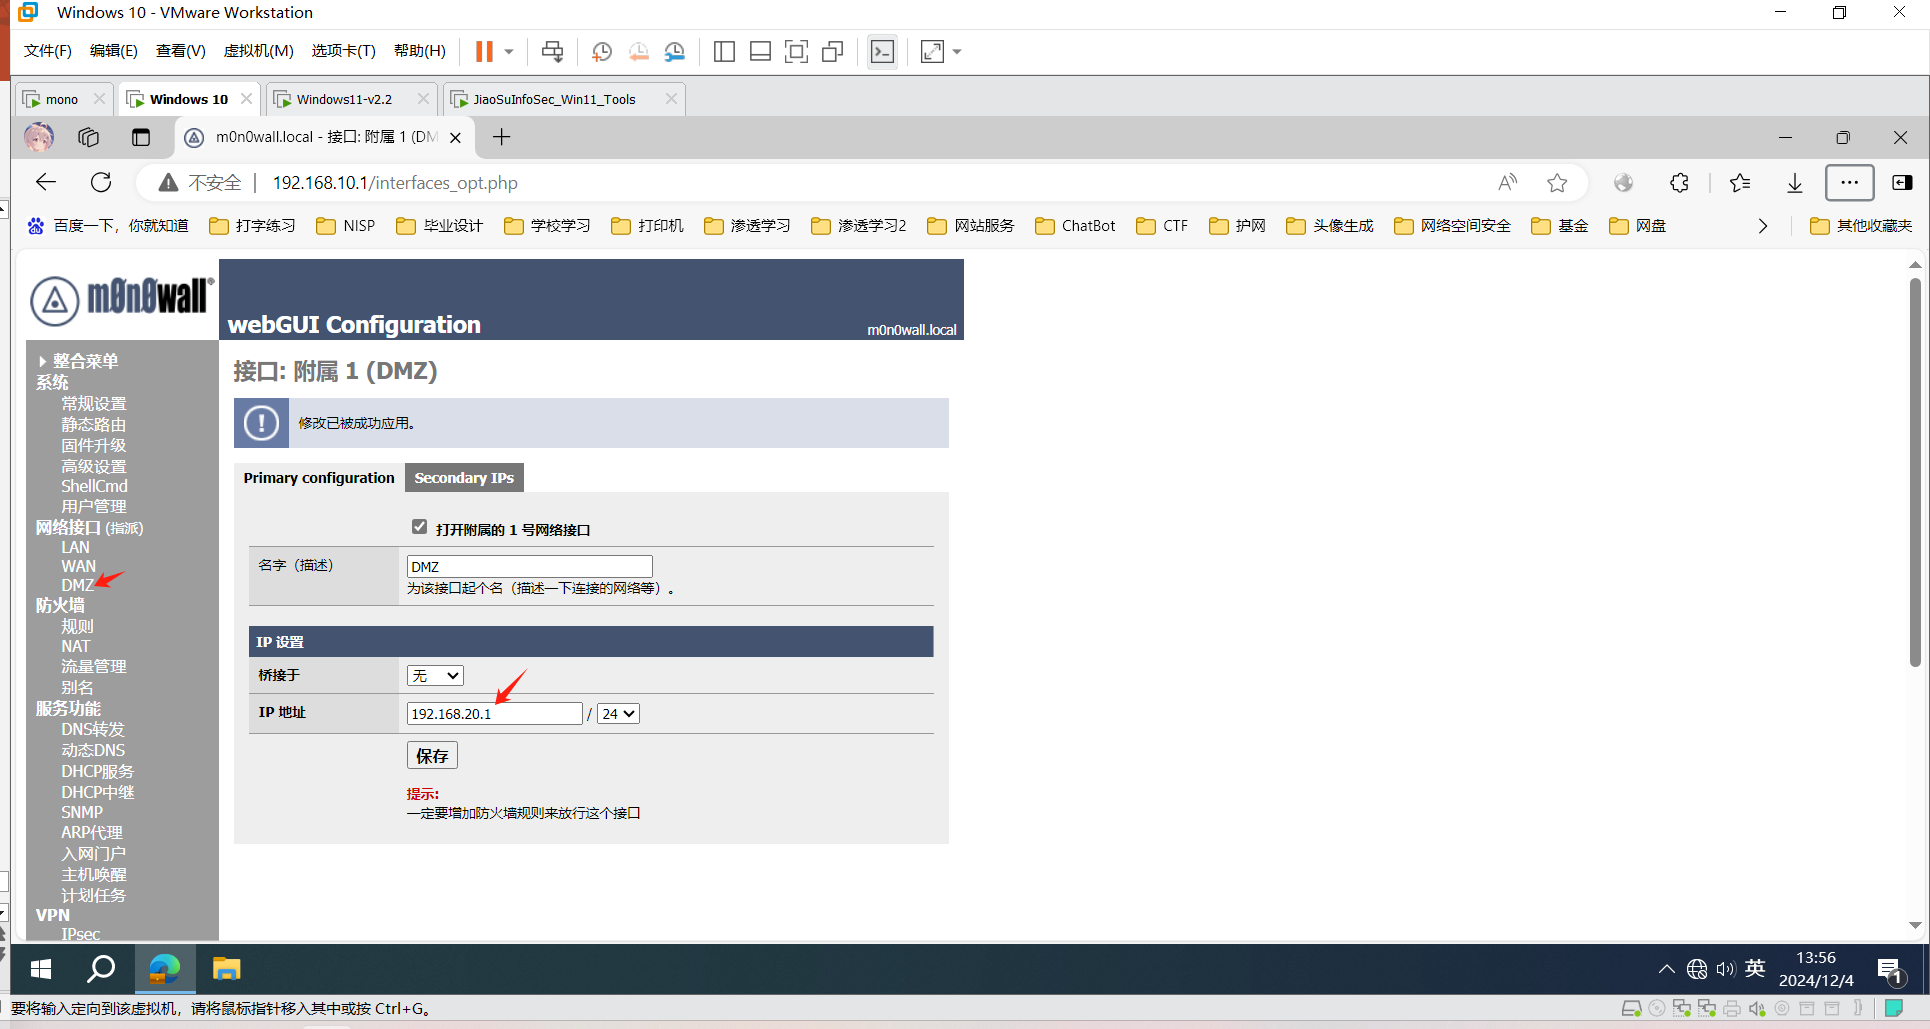 Windows 10 - VMware Workstation
文件(F) 编辑(E) 查看(V) 虚拟机(M) 选项卡(T) 帮助(H)
mono Windows 10 Windows11-v2.2 JiaoSuInfoSec_Win11_Tools
m0n0wall.local - 接口: 附属 1 (DM
不安全 192.168.10.1/interfaces_opt.php
百度一下，你就知道 打字练习 NISP 毕业设计 学校学习 打印机 渗透学习 渗透学习2 网站服务 ChatBot CTF 护网 头像生成 网络空间安全 基金 网盘 其他收藏夹
m0n0wall
webGUI Configuration
m0n0wall.local
整合菜单
系统
常规设置
静态路由
固件升级
高级设置
ShellCmd
用户管理
网络接口 (指派)
LAN
WAN
DMZ
防火墙
规则
NAT
流量管理
别名
服务功能
DNS转发
动态DNS
DHCP服务
DHCP中继
SNMP
ARP代理
入网门户
主机唤醒
计划任务
VPN
IPsec
接口: 附属 1 (DMZ)
修改已被成功应用。
Primary configuration Secondary IPs
打开附属的 1 号网络接口
名字（描述） DMZ
为该接口起个名（描述一下连接的网络等）。
IP 设置
桥接于 无
IP 地址 192.168.20.1 / 24
保存
提示:
一定要增加防火墙规则来放行这个接口
英 13:56
2024/12/4
1
要将输入定向到该虚拟机，请将鼠标指针移入其中或按 Ctrl+G。